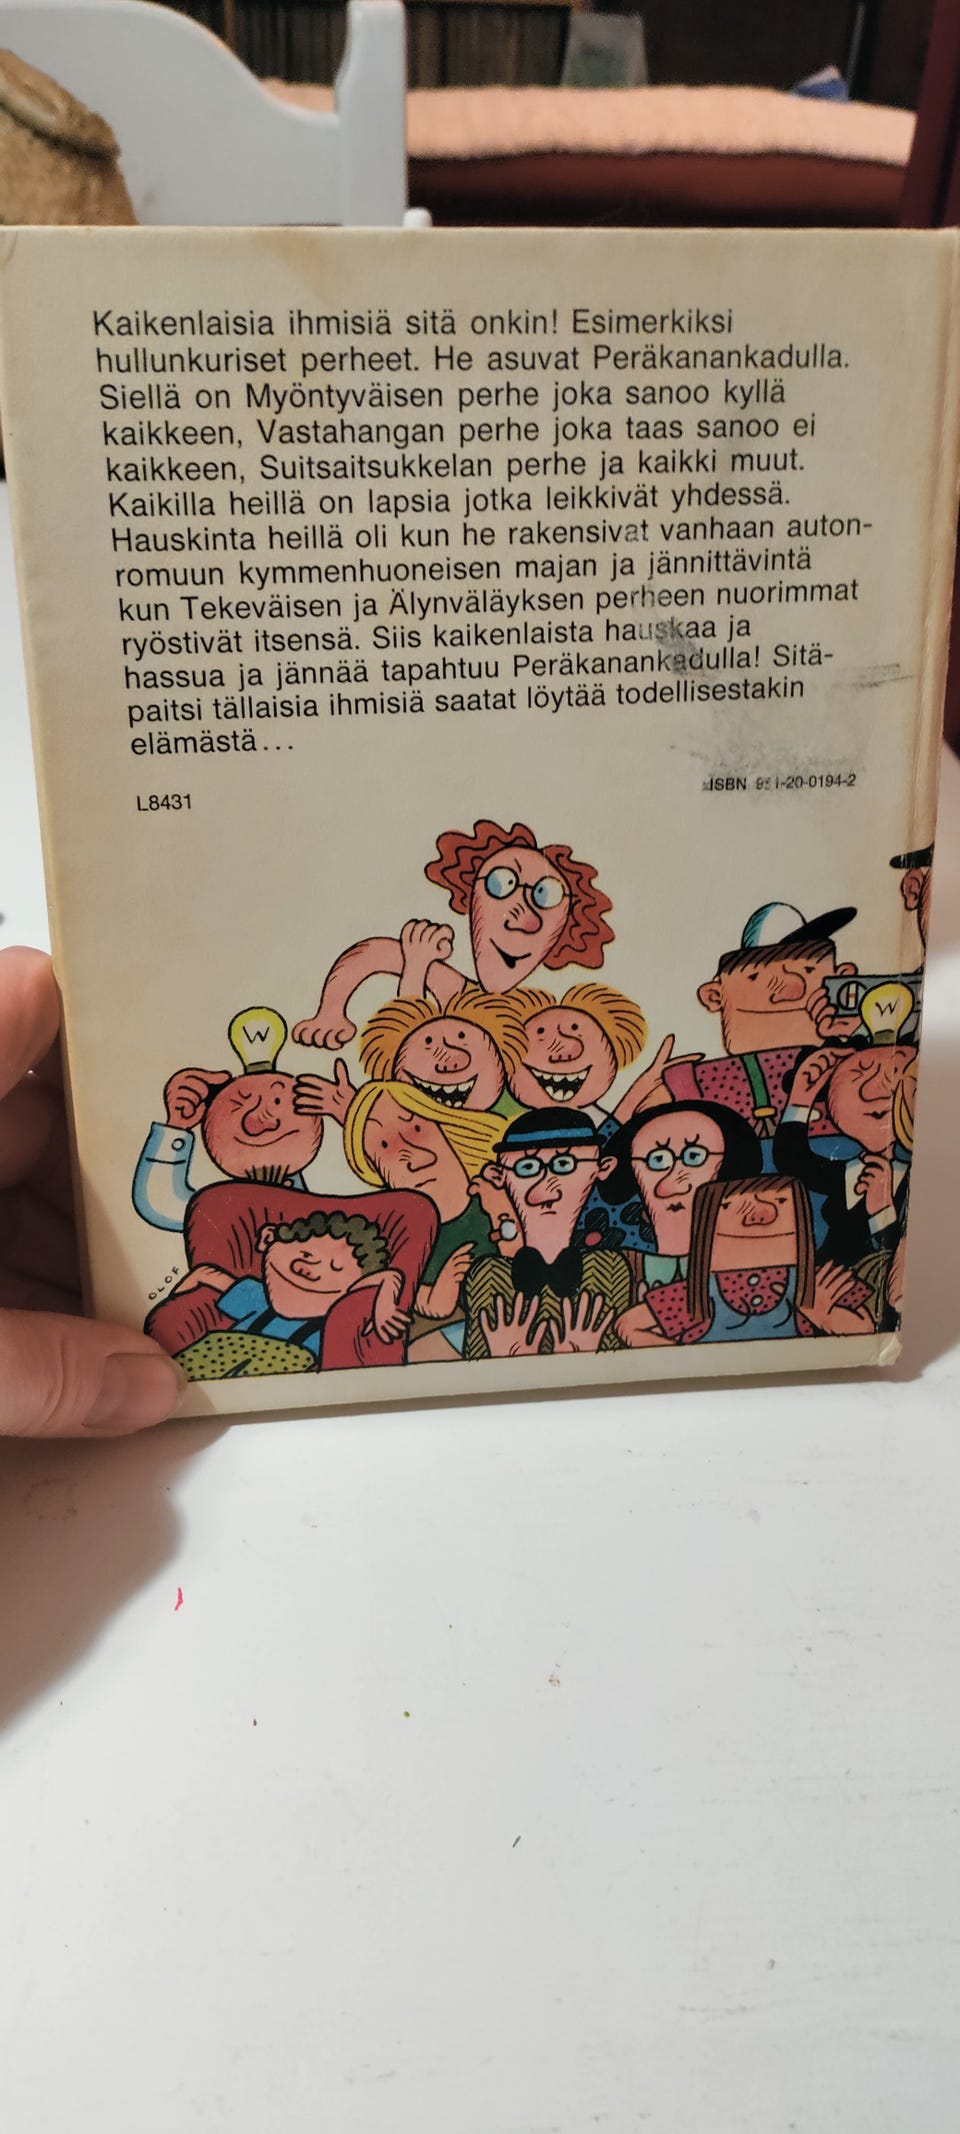 Kaikenlaisia ihmisiä sitä onkin! Esimerkiksi
hullunkuriset perheet. He asuvat Peräkanankadulla.
Siellä on Myöntyväisen perhe joka sanoo kyllä
kaikkeen, Vastahangan perhe joka taas sanoo ei
kaikkeen, Suitsaitsukkelan perhe ja kaikki muut.
Kaikilla heillä on lapsia jotka leikkivät yhdessä.
Hauskinta heillä oli kun he rakensivat vanhaan auton-
romuun kymmenhuoneisen majan ja jännittävintä
kun Tekeväisen ja Älynväläyksen perheen nuorimmat
ryöstivät itsensä. Siis kaikenlaista hauskaa ja
hassua ja jännää tapahtuu Peräkanankadulla! Sitä-
paitsi tällaisia ihmisiä saatat löytää todellisestakin
elämästä...
L8431
ISBN 951-20-0194-2
OLOF